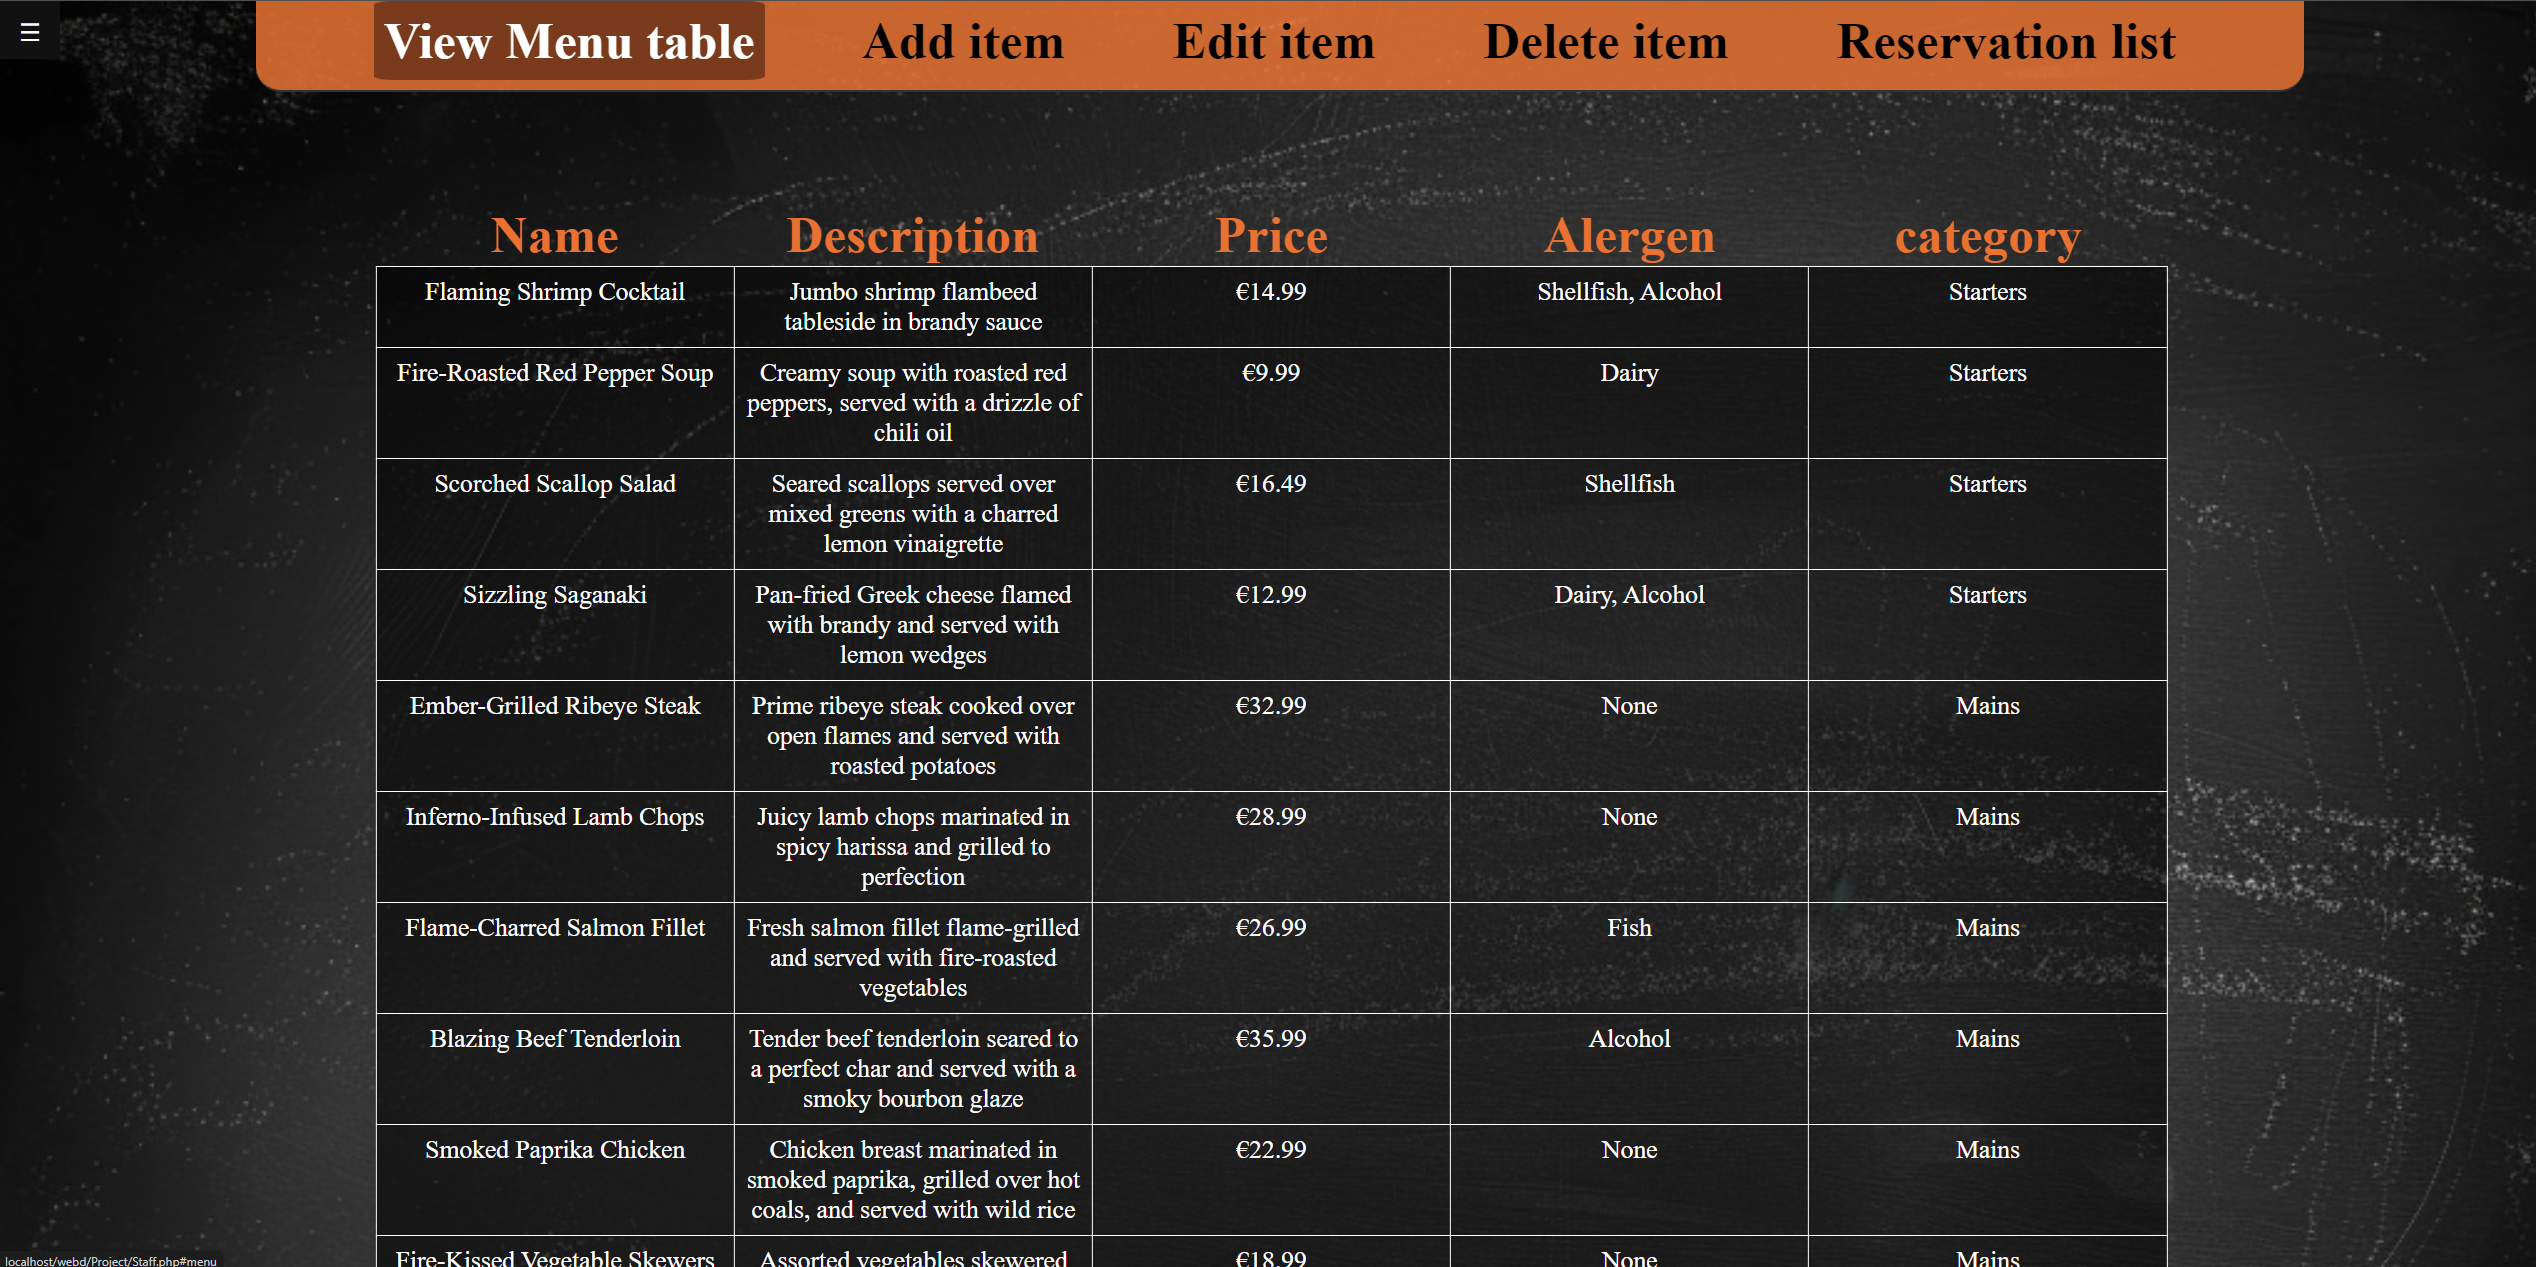 ☰ View Menu table Add item Edit item Delete item Reservation list
Name Description Price Alergen category
Flaming Shrimp Cocktail Jumbo shrimp flambeed €14.99 Shellfish, Alcohol Starters
tableside in brandy sauce
Fire-Roasted Red Pepper Soup Creamy soup with roasted red €9.99 Dairy Starters
peppers, served with a drizzle of
chili oil
Scorched Scallop Salad Seared scallops served over €16.49 Shellfish Starters
mixed greens with a charred
lemon vinaigrette
Sizzling Saganaki Pan-fried Greek cheese flamed €12.99 Dairy, Alcohol Starters
with brandy and served with
lemon wedges
Ember-Grilled Ribeye Steak Prime ribeye steak cooked over €32.99 None Mains
open flames and served with
roasted potatoes
Inferno-Infused Lamb Chops Juicy lamb chops marinated in €28.99 None Mains
spicy harissa and grilled to
perfection
Flame-Charred Salmon Fillet Fresh salmon fillet flame-grilled €26.99 Fish Mains
and served with fire-roasted
vegetables
Blazing Beef Tenderloin Tender beef tenderloin seared to €35.99 Alcohol Mains
a perfect char and served with a
smoky bourbon glaze
Smoked Paprika Chicken Chicken breast marinated in €22.99 None Mains
smoked paprika, grilled over hot
coals, and served with wild rice
Fire-Kissed Vegetable Skewers Assorted vegetables skewered €18.99 None Mains
localhost/webd/Project/Staff.php#menu